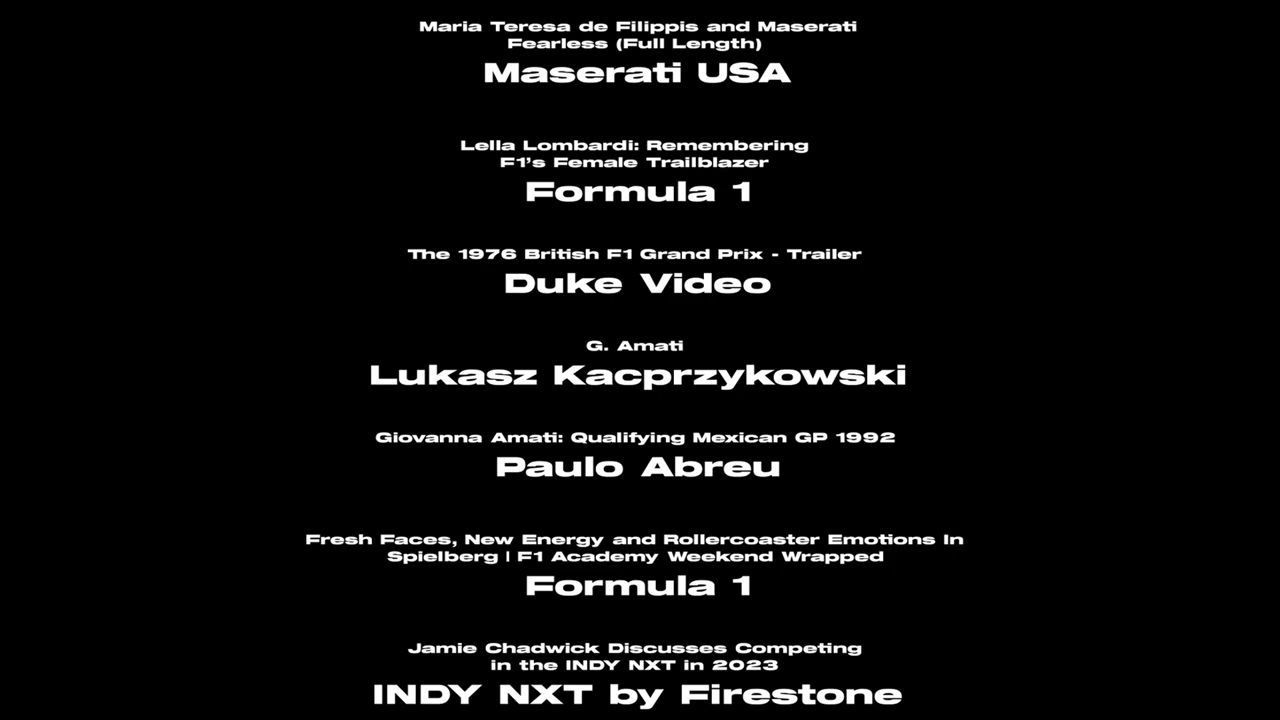 Maria Teresa de Filippis and Maserati
Fearless (Full Length)
Maserati USA
Lella Lombardi: Remembering
F1's Female Trailblazer
Formula 1
The 1976 British F1 Grand Prix - Trailer
Duke Video
G. Amati
Lukasz Kacprzykowski
Giovanna Amati: Qualifying Mexican GP 1992
Paulo Abreu
Fresh Faces, New Energy and Rollercoaster Emotions In
Spielberg | F1 Academy Weekend Wrapped
Formula 1
Jamie Chadwick Discusses Competing
in the INDY NXT in 2023
INDY NXT by Firestone